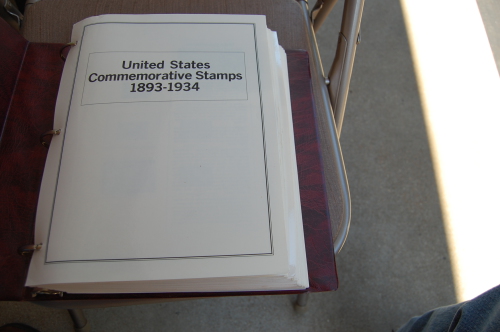 United States
Commemorative Stamps
1893-1934